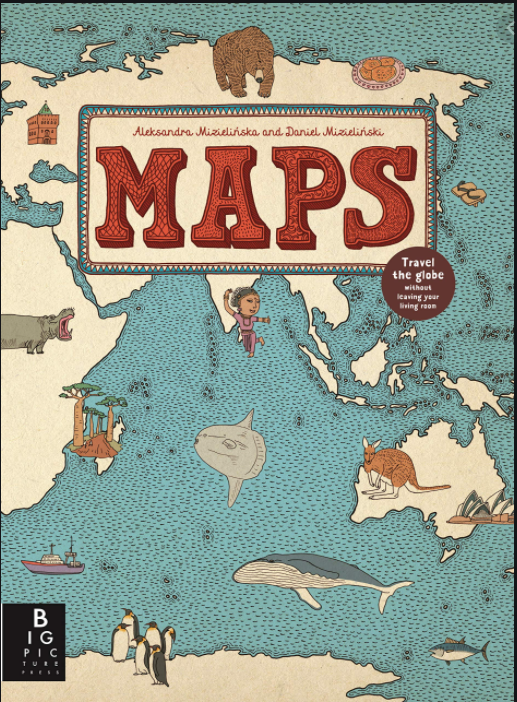 Aleksandra Mizielińska and Daniel Mizieliński
MAPS
Travel
the globe
without
leaving your
living room
B
IG
PIC
TURE
PRESS